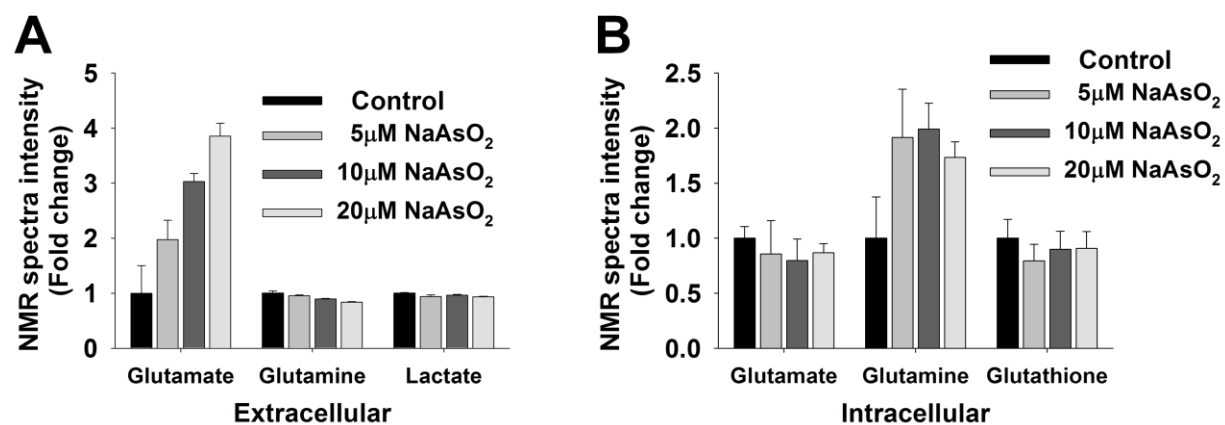 A
NMR spectra intensity
(Fold change)
5
4
3
2
1
0
Control
5μM NaAsO₂
10μM NaAsO₂
20μM NaAsO₂
Glutamate Glutamine Lactate
Extracellular
B
NMR spectra intensity
(Fold change)
2.5
2.0
1.5
1.0
0.5
0.0
Control
5μM NaAsO₂
10μM NaAsO₂
20μM NaAsO₂
Glutamate Glutamine Glutathione
Intracellular